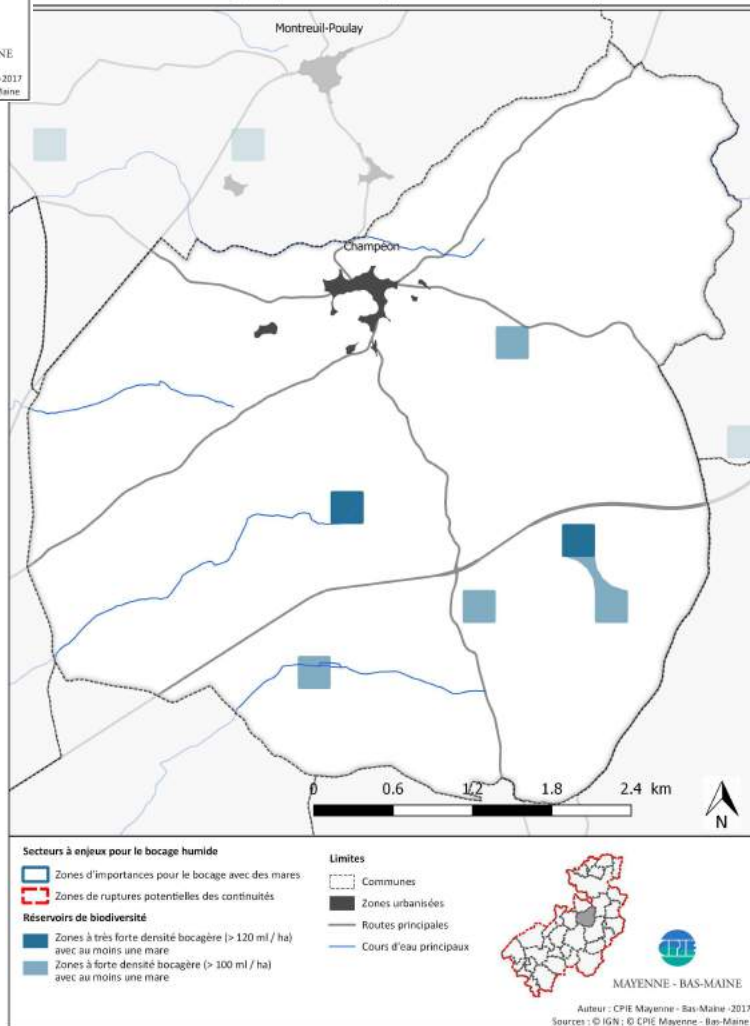 NE
-2017
Maine
Montreuil-Poulay
Champéon
0 0.6 1.2 1.8 2.4 km
N
Secteurs à enjeux pour le bocage humide
Zones d'importances pour le bocage avec des mares
Zones de ruptures potentielles des continuités
Réservoirs de biodiversité
Zones à très forte densité bocagère (> 120 ml / ha)
avec au moins une mare
Zones à forte densité bocagère (> 100 ml / ha)
avec au moins une mare
Limites
Communes
Zones urbanisées
Routes principales
Cours d'eau principaux
CPIE
MAYENNE - BAS-MAINE
Auteur : CPIE Mayenne - Bas-Maine -2017
Sources : © IGN ; © CPIE Mayenne - Bas-Maine